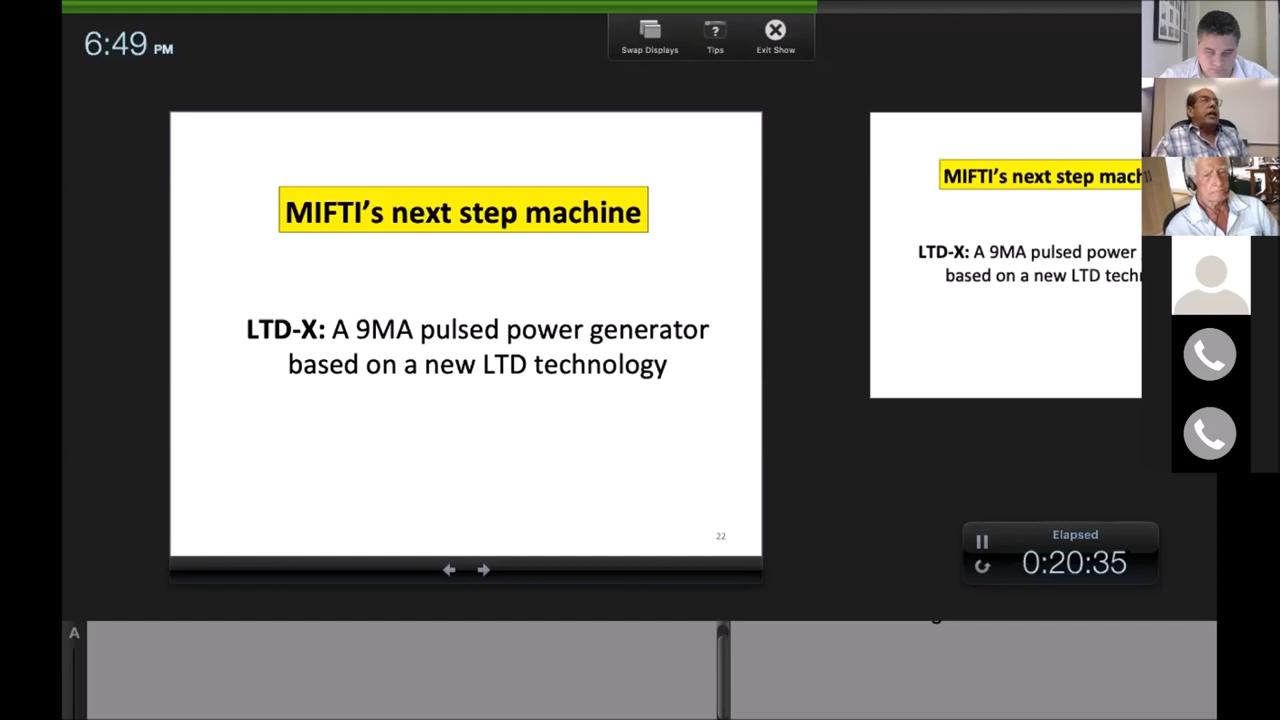 6:49 PM
Swap Displays
Tips
Exit Show
MIFTI's next step machine
LTD-X: A 9MA pulsed power generator
based on a new LTD technology
22
MIFTI's next step mach
LTD-X: A 9MA pulsed power
based on a new LTD techn
Elapsed
0:20:35
A